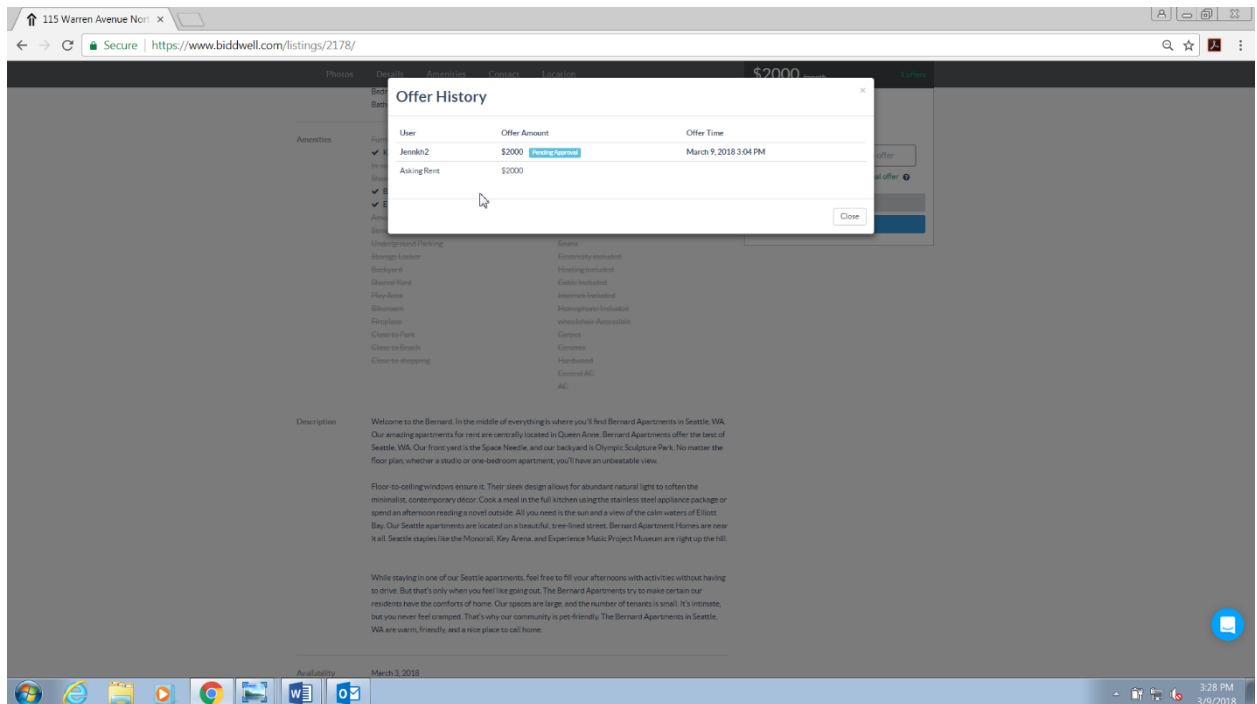 115 Warren Avenue Nor
Secure | https://www.biddwell.com/listings/2178/
Photos Details Amenities Contact Location $2000 /month 1 offers
Offer History ×
User Offer Amount Offer Time
Jennkh2 $2000 Pending Approval March 9, 2018 3:04 PM
Asking Rent $2000
Close
Bedr
Bath
offer
al offer
Amenities
Underground Parking Sauna
Storage Locker Electricity included
Backyard Heating Included
Shared Yard Cable Included
Play Area Internet Included
Bikeroom Homephone Included
Fireplace wheelchair Accessible
Close to Park Carpet
Close to Beach Ceramic
Close to shopping Hardwood
Central AC
AC
Description Welcome to the Bernard. In the middle of everything is where you'll find Bernard Apartments in Seattle, WA.
Our amazing apartments for rent are centrally located in Queen Anne. Bernard Apartments offer the best of
Seattle, WA. Our front yard is the Space Needle, and our backyard is Olympic Sculpture Park. No matter the
floor plan, whether a studio or one-bedroom apartment, you'll have an unbeatable view.
Floor-to-ceiling windows ensure it. Their sleek design allows for abundant natural light to soften the
minimalist, contemporary décor. Cook a meal in the full kitchen using the stainless steel appliance package or
spend an afternoon reading a novel outside. All you need is the sun and a view of the calm waters of Elliott
Bay. Our Seattle apartments are located on a beautiful, tree-lined street. Bernard Apartment Homes are near
it all. Seattle staples like the Monorail, Key Arena, and Experience Music Project Museum are right up the hill.
While staying in one of our Seattle apartments, feel free to fill your afternoons with activities without having
to drive. But that's only when you feel like going out. The Bernard Apartments try to make certain our
residents have the comforts of home. Our spaces are large, and the number of tenants is small. It's intimate,
but you never feel cramped. That's why our community is pet-friendly. The Bernard Apartments in Seattle,
WA are warm, friendly, and a nice place to call home.
Availability March 3, 2018
3:28 PM
3/9/2018